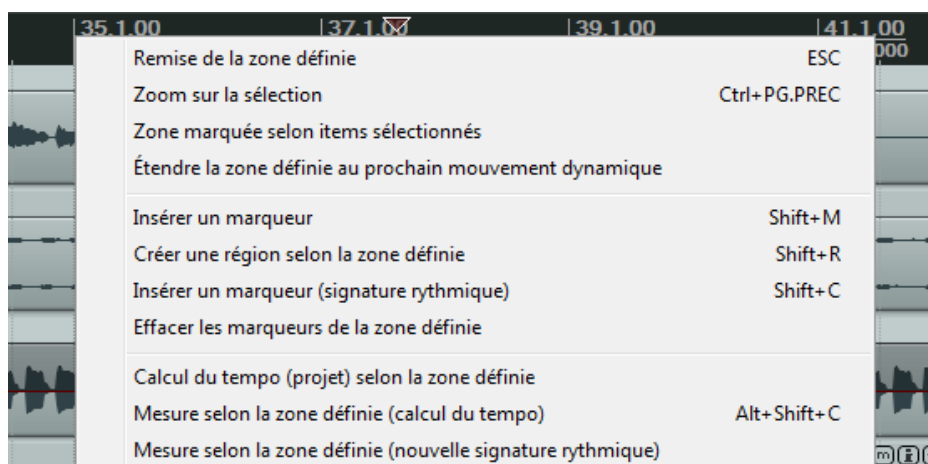 35.1.00 37.1.00 39.1.00 41.1.00
000
Remise de la zone définie ESC
Zoom sur la sélection Ctrl+PG.PREC
Zone marquée selon items sélectionnés
Étendre la zone définie au prochain mouvement dynamique
Insérer un marqueur Shift+M
Créer une région selon la zone définie Shift+R
Insérer un marqueur (signature rythmique) Shift+C
Effacer les marqueurs de la zone définie
Calcul du tempo (projet) selon la zone définie
Mesure selon la zone définie (calcul du tempo) Alt+Shift+C
Mesure selon la zone définie (nouvelle signature rythmique)
m i